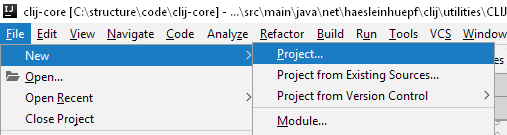 clij-core [C:\structure\code\clij-core] - ...\src\main\java\net\haesleinhuepf\clij\utilities\CLIJ
File Edit View Navigate Code Analyze Refactor Build Run Tools VCS Window
New
Open...
Open Recent
Close Project
Project...
Project from Existing Sources...
Project from Version Control
Module...